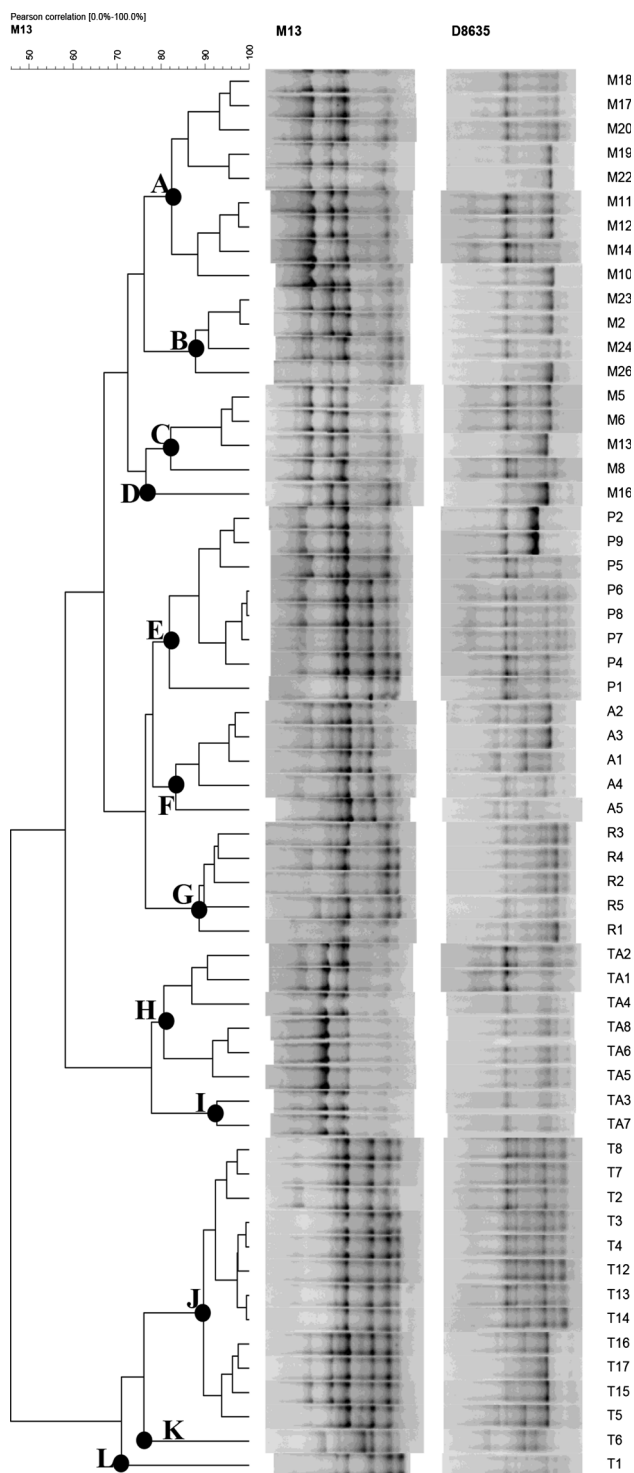 Pearson correlation [0.0%-100.0%]
M13 M13 D8635
50 60 70 80 90 100
M18
M17
M20
M19
M22
A
M11
M12
M14
M10
M23
M2
B
M24
M26
M5
M6
C
M13
M8
D
M16
P2
P9
P5
P6
P8
E
P7
P4
P1
A2
A3
A1
A4
F
A5
R3
R4
G
R2
R5
R1
TA2
TA1
H
TA4
TA8
TA6
TA5
I
TA3
TA7
T8
T7
T2
T3
T4
T12
J
T13
T14
T16
T17
T15
T5
K
T6
L
T1